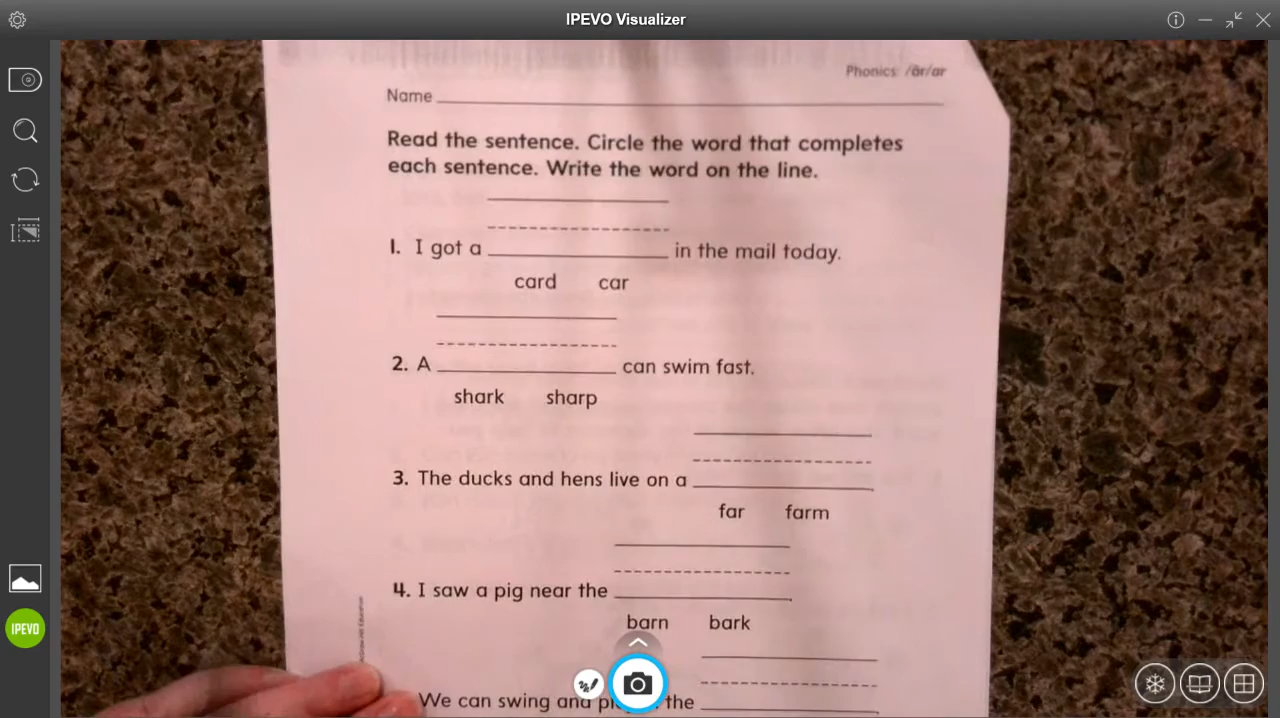 IPEVO Visualizer
Phonics: /är/ar
Name
Read the sentence. Circle the word that completes
each sentence. Write the word on the line.
1. I got a in the mail today.
card car
2. A can swim fast.
shark sharp
3. The ducks and hens live on a .
far farm
4. I saw a pig near the .
barn bark
We can swing and the .
IPEVO